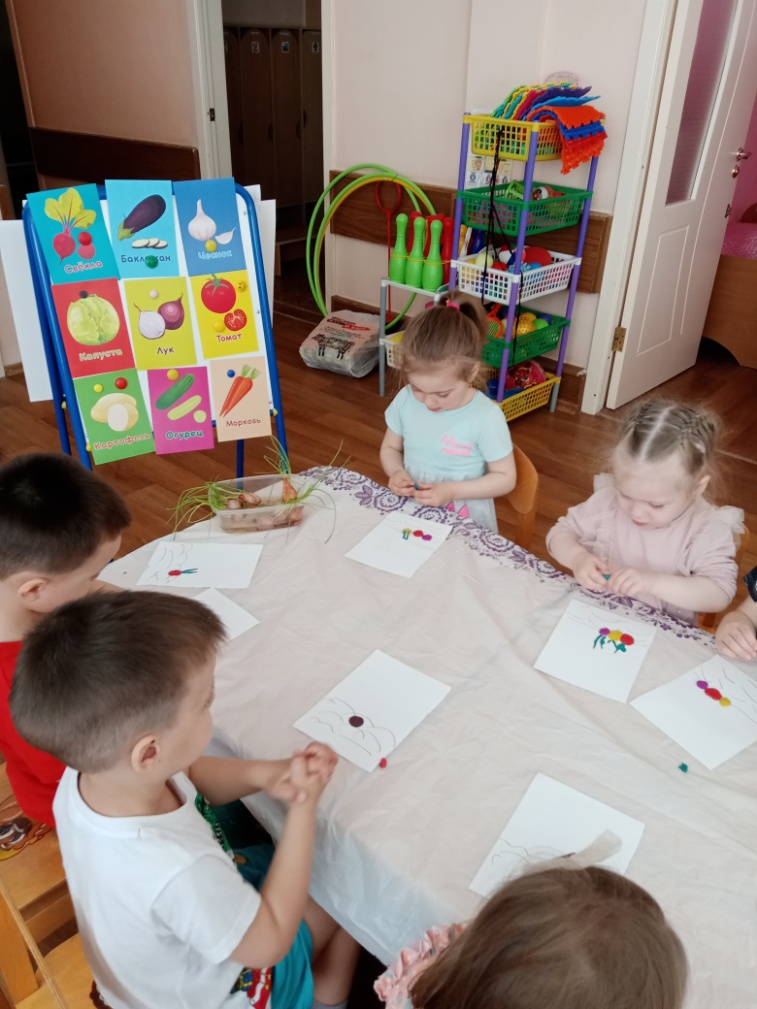 Свёкла
Баклажан
Чеснок
Капуста
Лук
Томат
Картофель
Огурец
Морковь